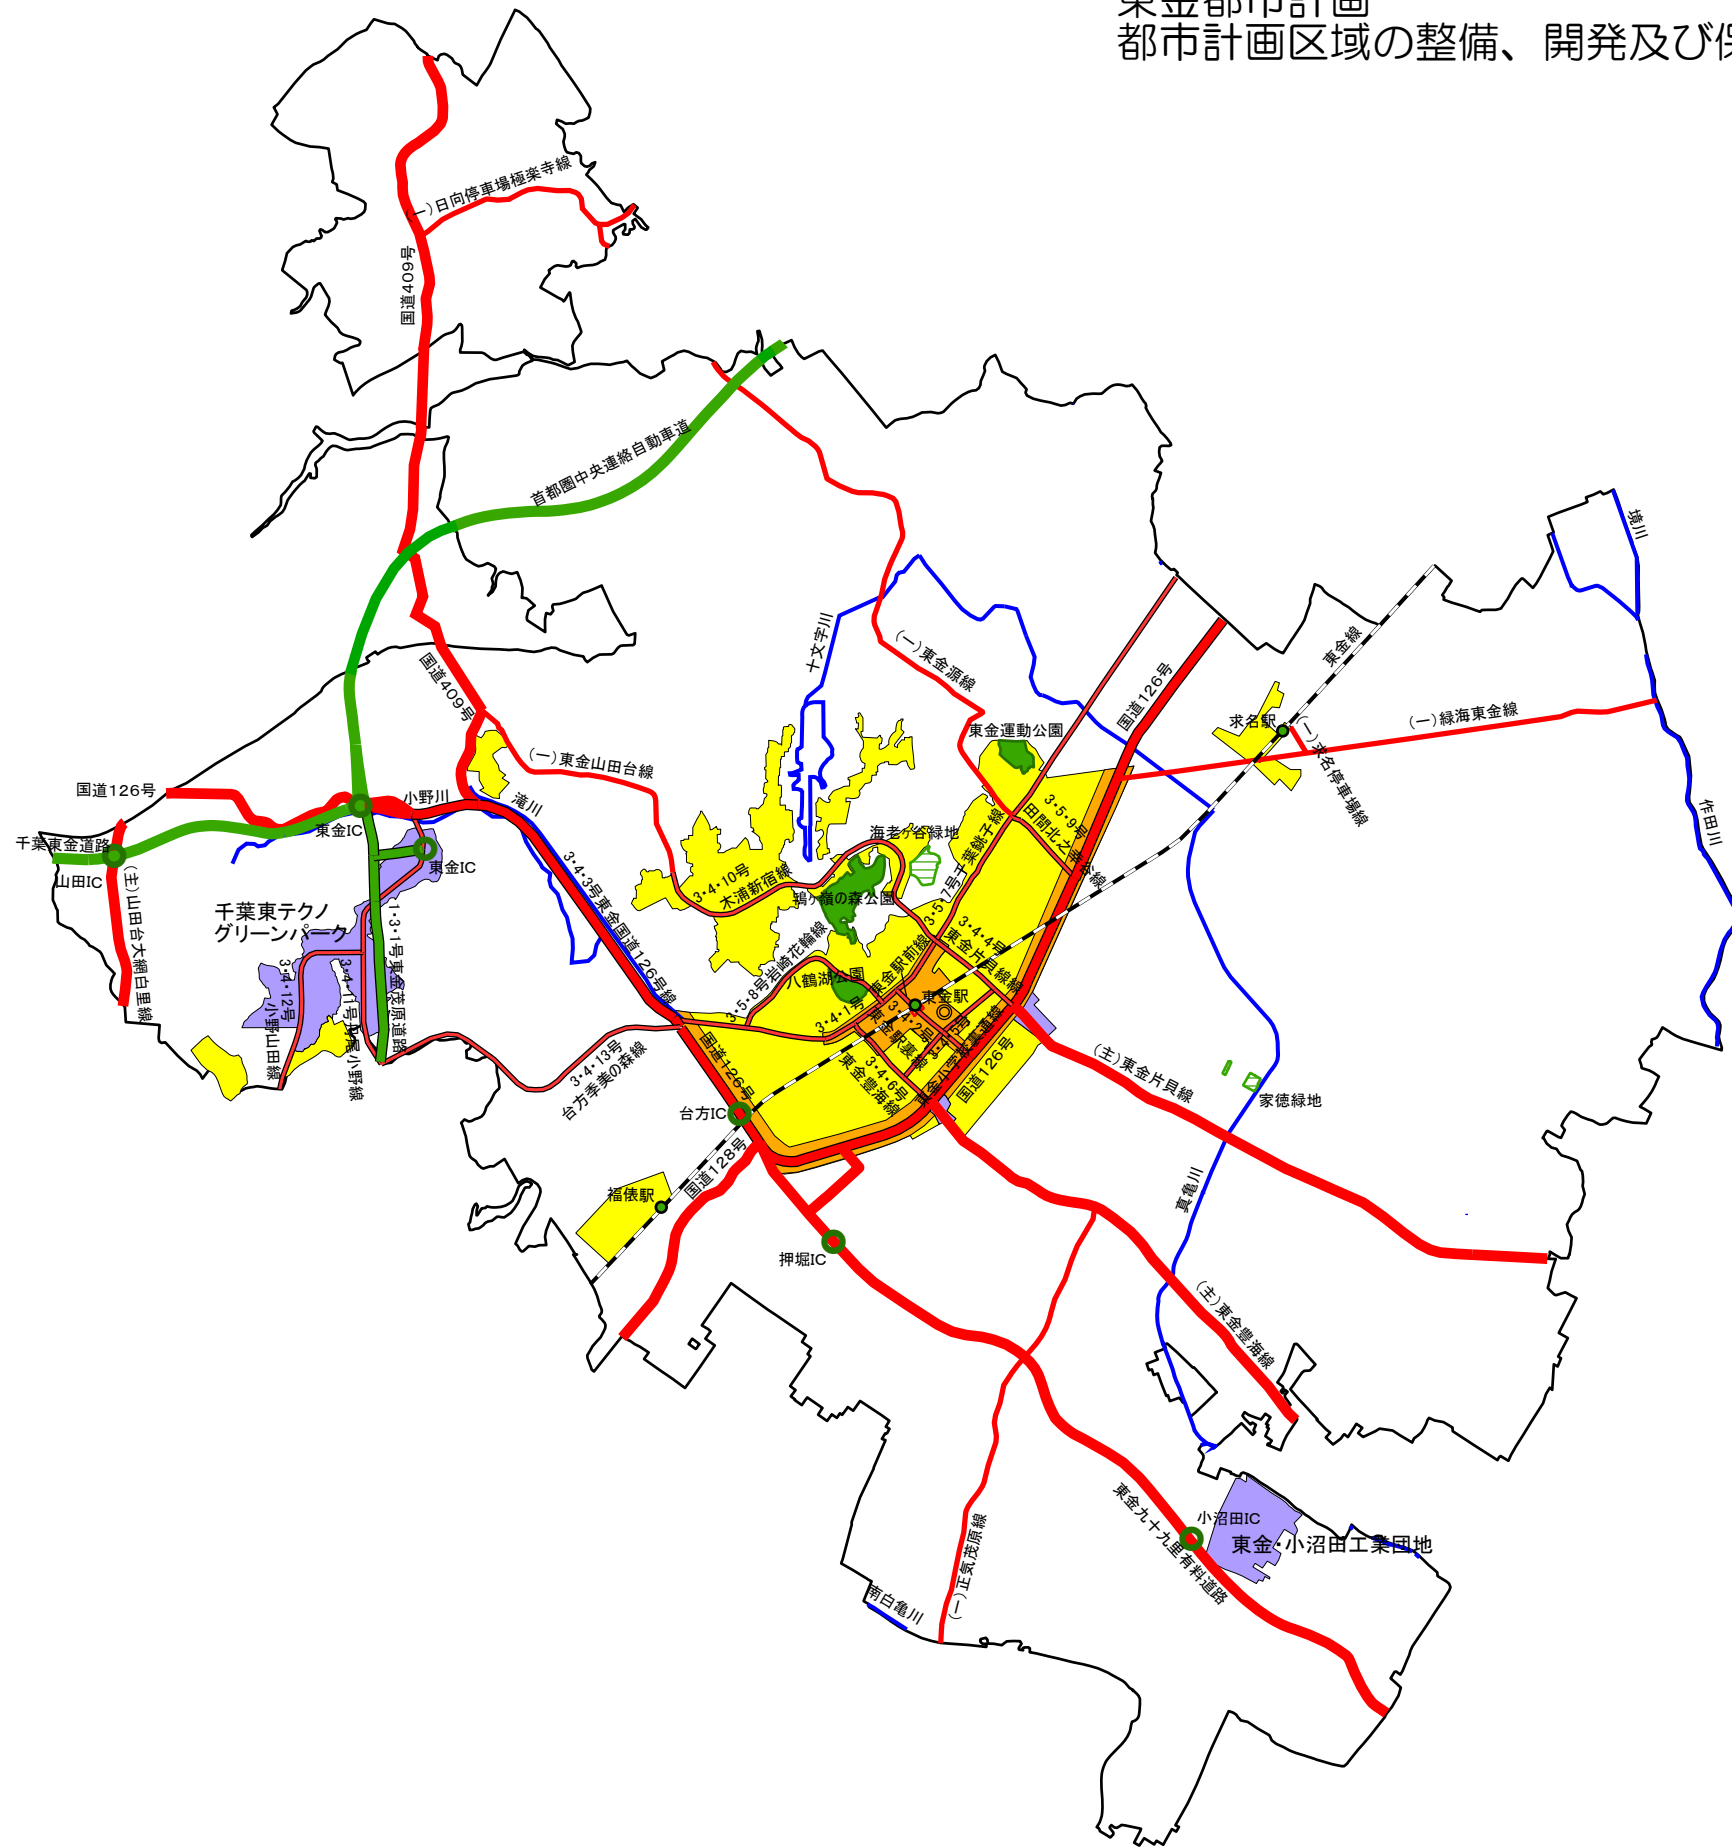 東金都市計画
都市計画区域の整備、開発及び保
(一)日向停車場極楽寺線
国道409号
首都圏中央連絡自動車道
境川
十文字川
(一)東金源線
国道126号
東金線
国道409号
求名駅
(一)求名停車場線
(一)緑海東金線
東金運動公園
(一)東金山田台線
国道126号
小野川
滝川
東金IC
千葉東金道路
山田IC
東金IC
(主)山田台大網白里線
千葉東テクノ
グリーンパーク
3・4・12号
小野山田線
1・3・1号東金茂原道路
3・4・3号東金国道126号線
3・4・10号
木浦新宿線
海老ヶ谷緑地
鴇ヶ嶺の森公園
3・5・7号千葉銚子線
3・5・9号
作田川
3・4・4号
東金片貝線
3・5・8号岩崎花輪線
八鶴湖公園
3・4・1号
東金駅前線
東金駅
3・4・2号
東金駅裏線
3・4・6号
東金豊海線
国道126号
国道126号
3・4・13号
台方季美の森線
台方IC
国道128号
福俵駅
(主)東金片貝線
家徳緑地
真亀川
押堀IC
(主)東金豊海線
東金九十九里有料道路
小沼田IC
東金・小沼田工業団地
(一)正気茂原線
南白亀川